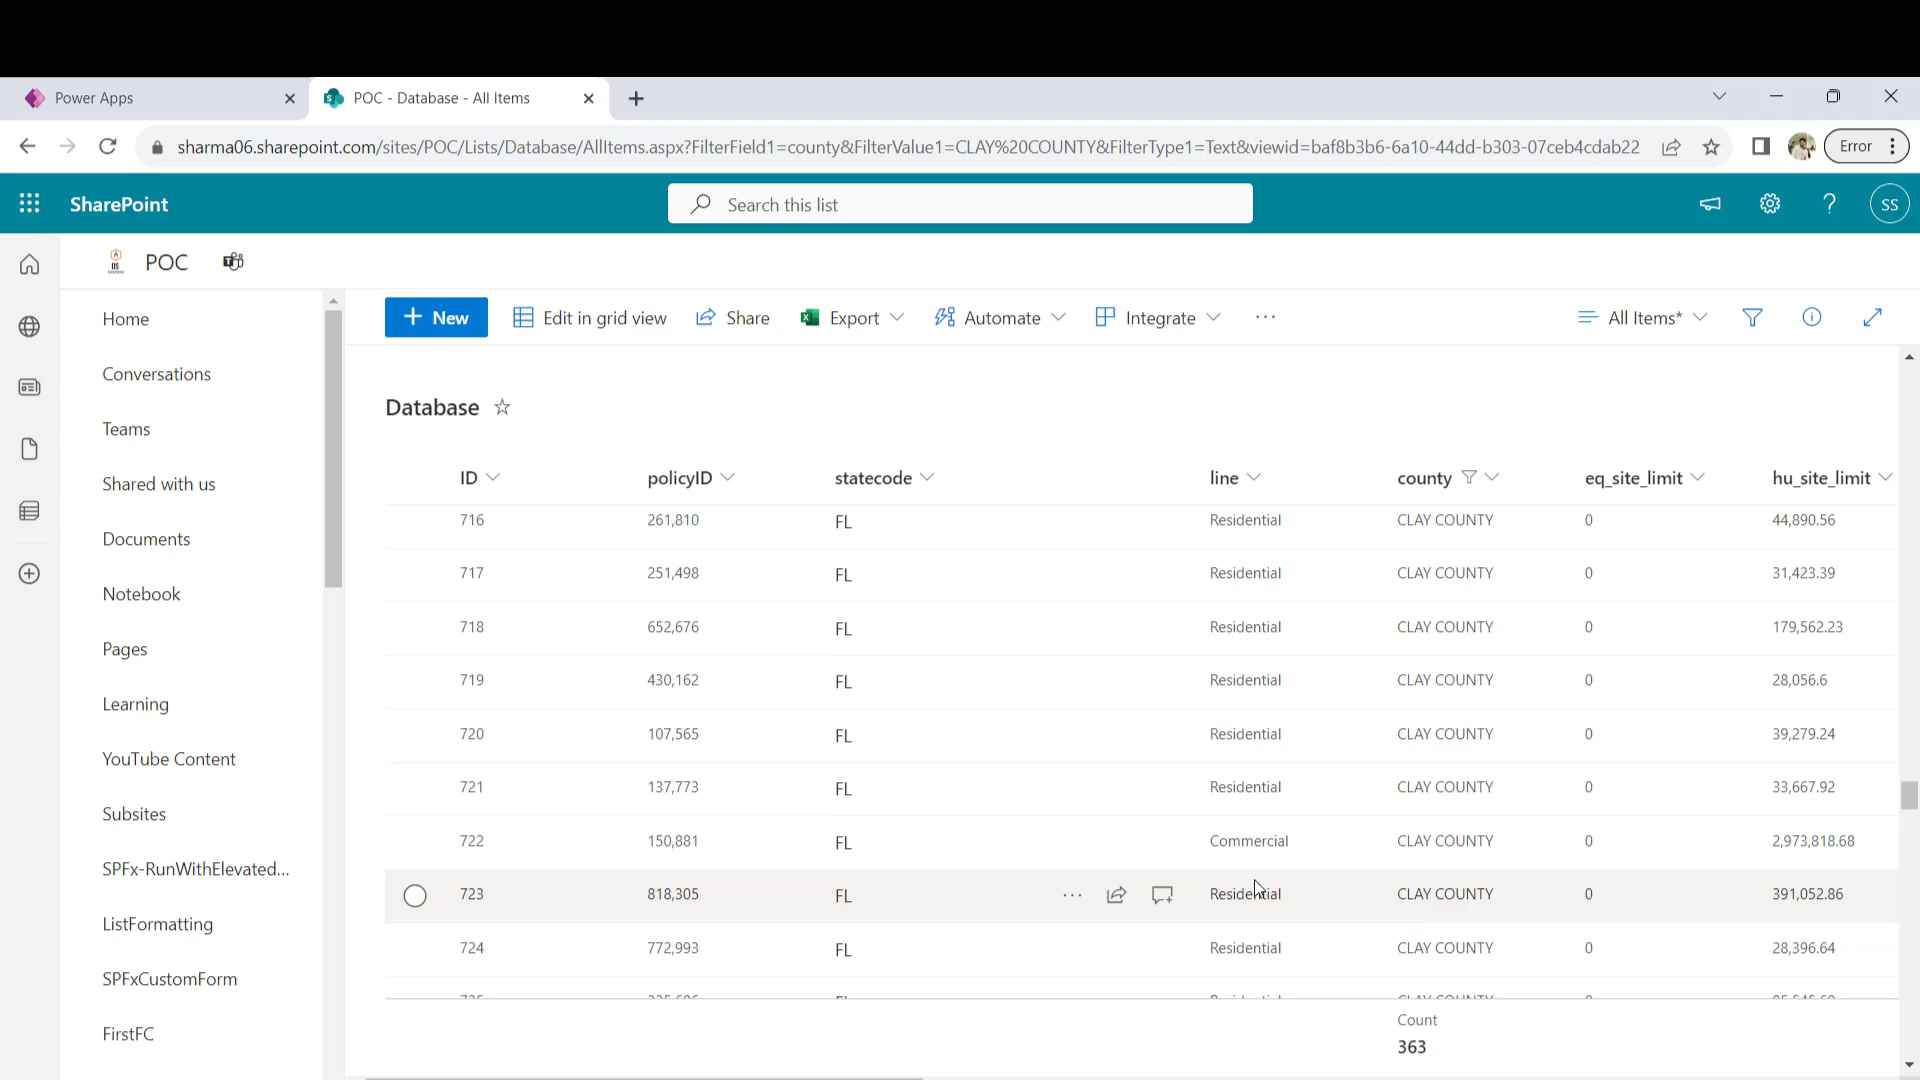 Power Apps
POC - Database - All Items
sharma06.sharepoint.com/sites/POC/Lists/Database/AllItems.aspx?FilterField1=county&FilterValue1=CLAY%20COUNTY&FilterType1=Text&viewid=baf8b3b6-6a10-44dd-b303-07ceb4cdab22
Error
SharePoint
Search this list
SS
POC
Home
Conversations
Teams
Shared with us
Documents
Notebook
Pages
Learning
YouTube Content
Subsites
SPFx-RunWithElevated...
ListFormatting
SPFxCustomForm
FirstFC
New
Edit in grid view
Share
Export
Automate
Integrate
All Items*
Database
ID policyID statecode line county eq_site_limit hu_site_limit
716 261,810 FL Residential CLAY COUNTY 0 44,890.56
717 251,498 FL Residential CLAY COUNTY 0 31,423.39
718 652,676 FL Residential CLAY COUNTY 0 179,562.23
719 430,162 FL Residential CLAY COUNTY 0 28,056.6
720 107,565 FL Residential CLAY COUNTY 0 39,279.24
721 137,773 FL Residential CLAY COUNTY 0 33,667.92
722 150,881 FL Commercial CLAY COUNTY 0 2,973,818.68
723 818,305 FL Residential CLAY COUNTY 0 391,052.86
724 772,993 FL Residential CLAY COUNTY 0 28,396.64
Count
363